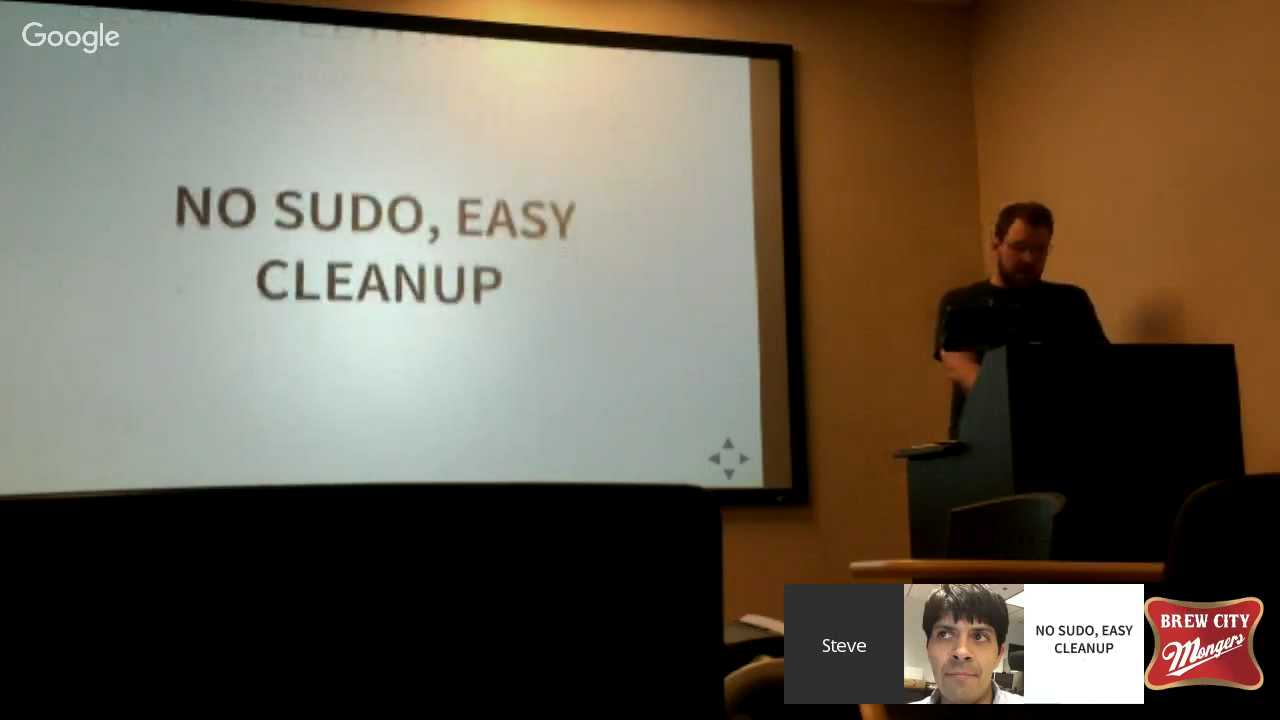 Google
NO SUDO, EASY
CLEANUP
Steve
NO SUDO, EASY
CLEANUP
BREW CITY
Mongers